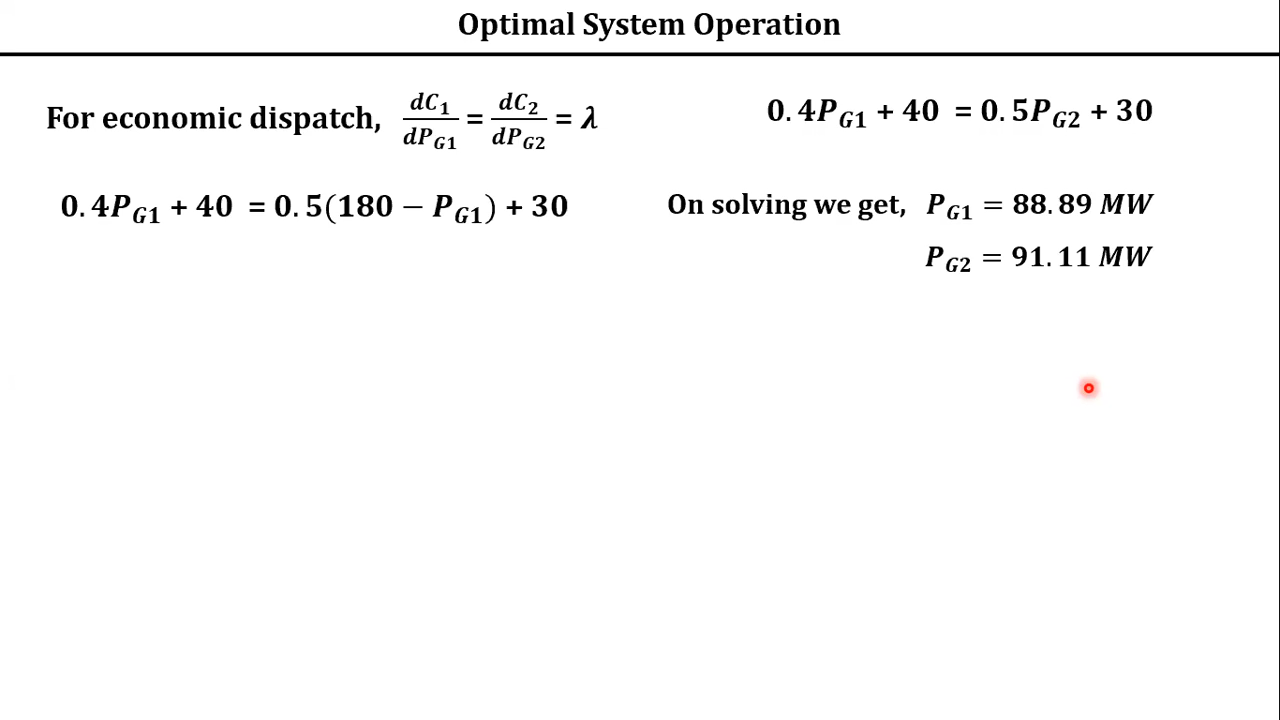 Optimal System Operation
For economic dispatch, dC₁/dP_G1 = dC₂/dP_G2 = λ
0.4P_G1 + 40 = 0.5P_G2 + 30
0.4P_G1 + 40 = 0.5(180 − P_G1) + 30
On solving we get, P_G1 = 88.89 MW
P_G2 = 91.11 MW